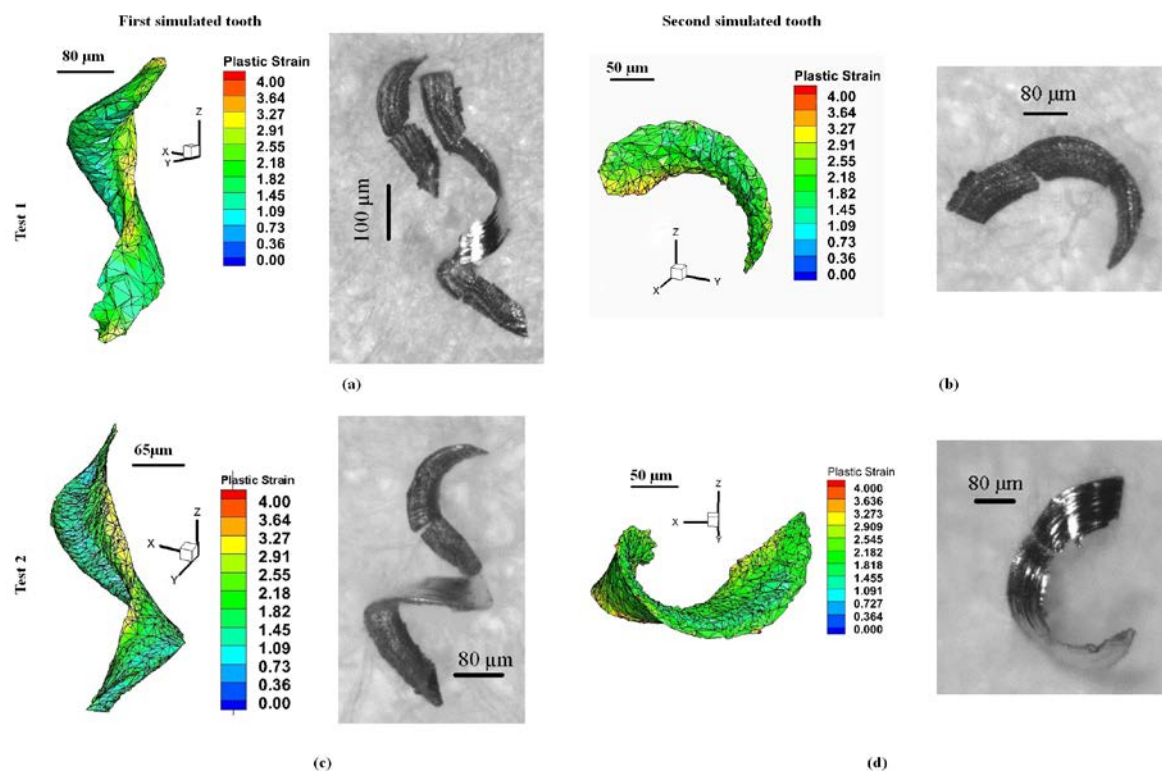 First simulated tooth
Second simulated tooth
Test 1
80 μm
Plastic Strain
4.00
3.64
3.27
2.91
2.55
2.18
1.82
1.45
1.09
0.73
0.36
0.00
Z
X
Y
100 μm
50 μm
Plastic Strain
4.00
3.64
3.27
2.91
2.55
2.18
1.82
1.45
1.09
0.73
0.36
0.00
Z
X
Y
80 μm
(a)
(b)
Test 2
65μm
Plastic Strain
4.00
3.64
3.27
2.91
2.55
2.18
1.82
1.45
1.09
0.73
0.36
0.00
Z
X
Y
80 μm
50 μm
Plastic Strain
4.000
3.636
3.273
2.909
2.545
2.182
1.818
1.455
1.091
0.727
0.364
0.000
Z
X
Y
80 μm
(c)
(d)